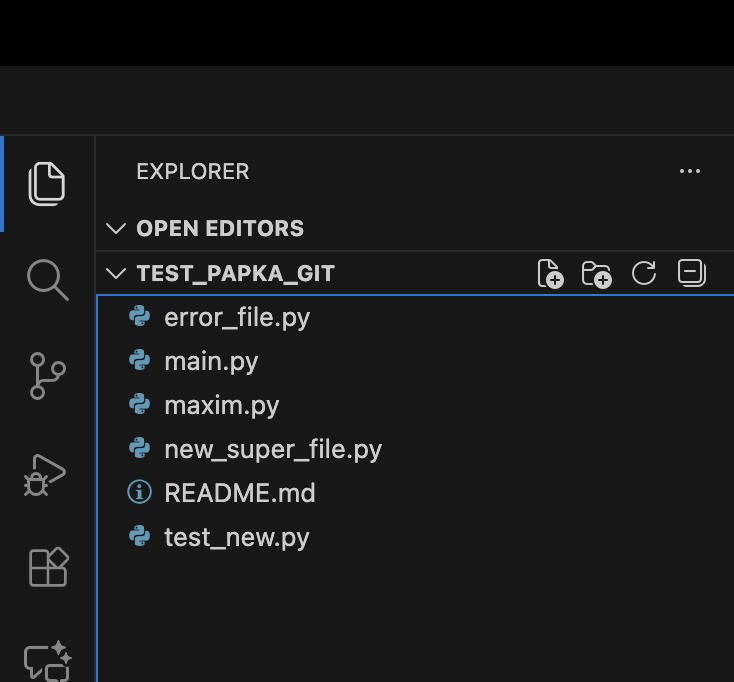 EXPLORER
OPEN EDITORS
TEST_PAPKA_GIT
error_file.py
main.py
maxim.py
new_super_file.py
README.md
test_new.py